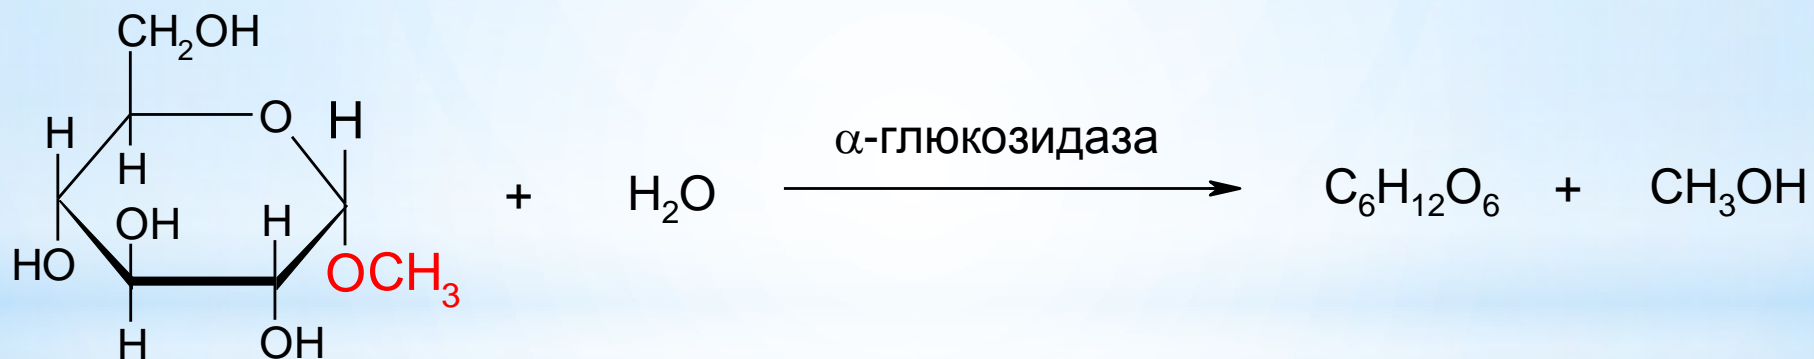 CH₂OH
O H
H
H
OH H
HO OCH₃
H OH
+ H₂O
α-глюкозидаза
C₆H₁₂O₆ + CH₃OH